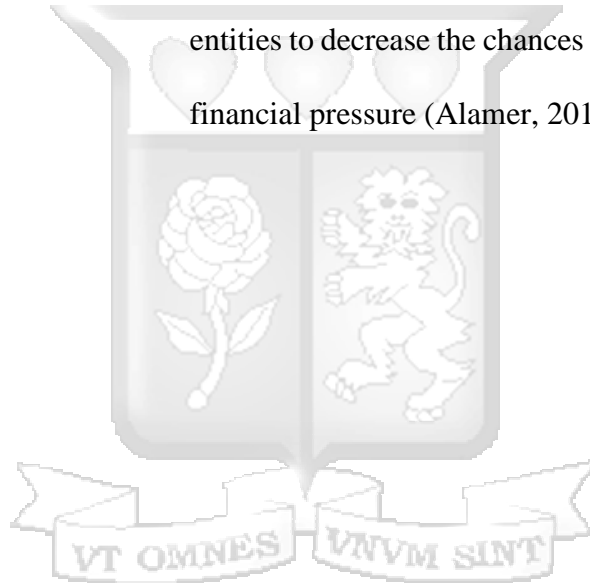 entities to decrease the chances
financial pressure (Alamer, 201
VT OMNES VNVM SINT